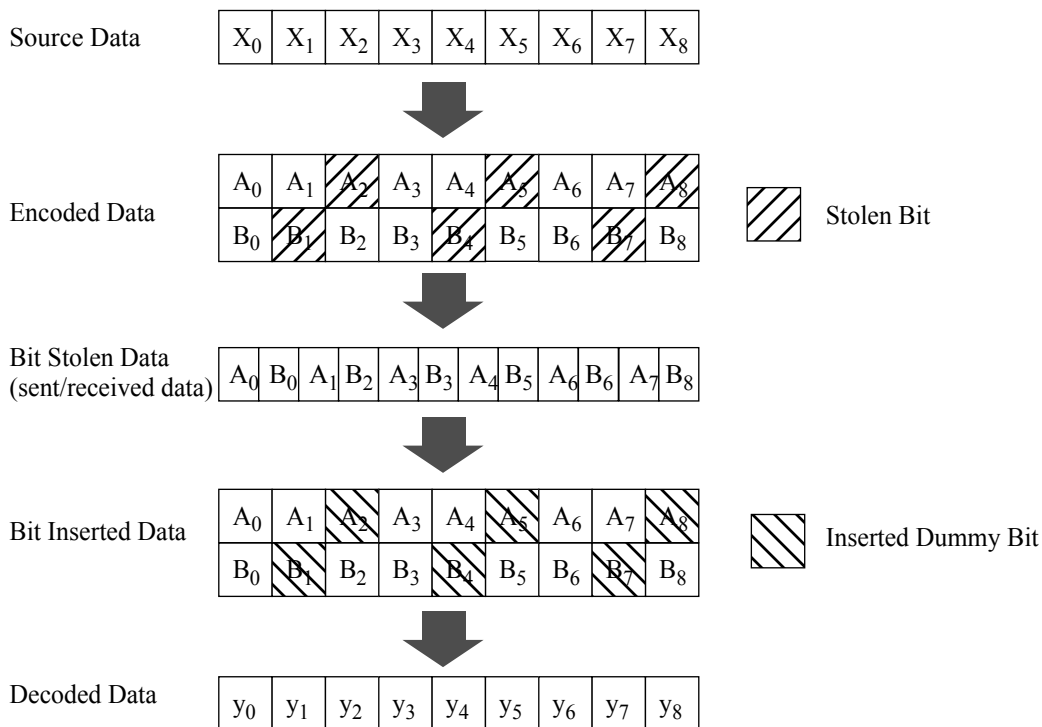 Source Data X₀ X₁ X₂ X₃ X₄ X₅ X₆ X₇ X₈
A₀ A₁ A₂ A₃ A₄ A₅ A₆ A₇ A₈
Encoded Data
B₀ B₁ B₂ B₃ B₄ B₅ B₆ B₇ B₈
Stolen Bit
Bit Stolen Data
(sent/received data)
A₀ B₀ A₁ B₂ A₃ B₃ A₄ B₅ A₆ B₆ A₇ B₈
A₀ A₁ A₂ A₃ A₄ A₅ A₆ A₇ A₈
Bit Inserted Data
B₀ B₁ B₂ B₃ B₄ B₅ B₆ B₇ B₈
Inserted Dummy Bit
Decoded Data y₀ y₁ y₂ y₃ y₄ y₅ y₆ y₇ y₈